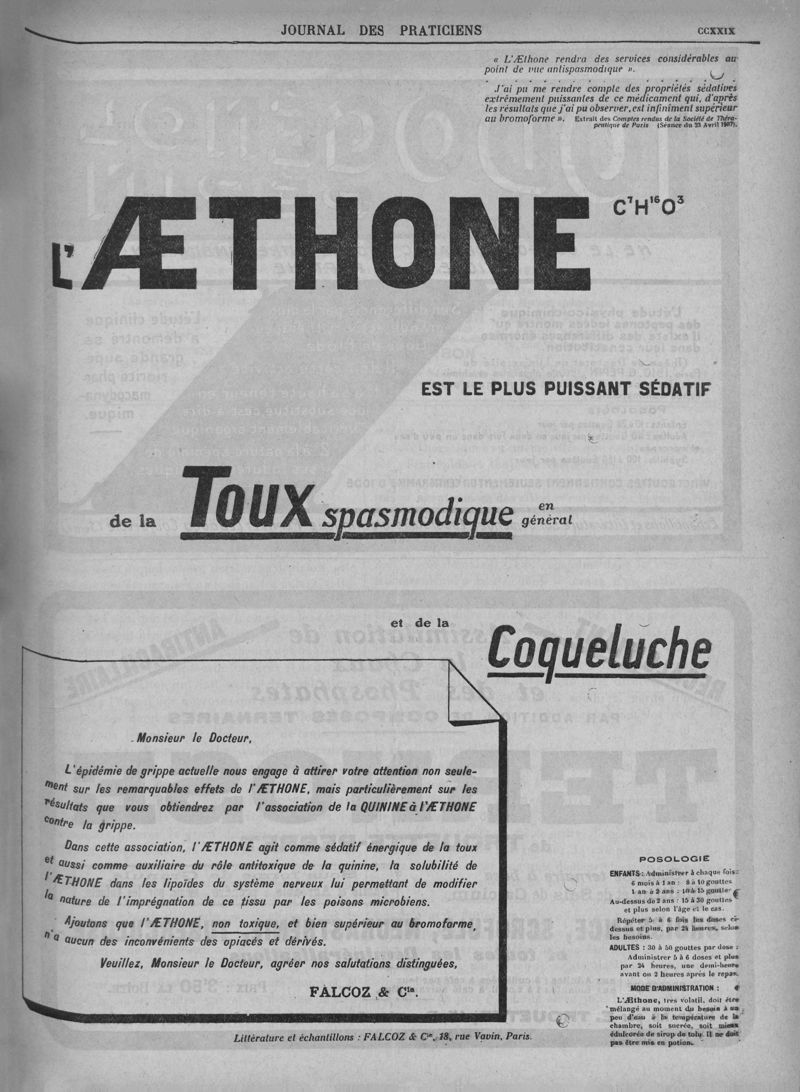 JOURNAL DES PRATICIENS
CCXXIX
« L'Æthone rendra des services considérables au
point de vue antispasmodique ».
J'ai pu me rendre compte des propriétés sédatives
extrêmement puissantes de ce médicament qui, d'après
les résultats que j'ai pu observer, est infiniment supérieur
au bromoforme ». Extrait des Comptes rendus de la Société de Théra-
peutique de Paris (Séance du 23 Avril 1907).
L'ÆTHONE C⁷H¹⁶O³
EST LE PLUS PUISSANT SÉDATIF
de la Toux spasmodique en
général
et de la
Coqueluche
Monsieur le Docteur,
L'épidémie de grippe actuelle nous engage à attirer votre attention non seule-
ment sur les remarquables effets de l'ÆTHONE, mais particulièrement sur les
résultats que vous obtiendrez par l'association de la QUININE à l'ÆTHONE
contre la grippe.
Dans cette association, l'ÆTHONE agit comme sédatif énergique de la toux
et aussi comme auxiliaire du rôle antitoxique de la quinine, la solubilité de
l'ÆTHONE dans les lipoïdes du système nerveux lui permettant de modifier
la nature de l'imprégnation de ce tissu par les poisons microbiens.
Ajoutons que l'ÆTHONE, non toxique, et bien supérieur au bromoforme,
n'a aucun des inconvénients des opiacés et dérivés.
Veuillez, Monsieur le Docteur, agréer nos salutations distinguées,
FALCOZ & Cie.
POSOLOGIE
ENFANTS: Administrer à chaque fois:
6 mois à 1 an : 8 à 10 gouttes
1 an à 2 ans : 10 à 15 gouttes
Au-dessus de 2 ans : 15 à 30 gouttes
et plus selon l'âge et le cas.
Répéter 5 à 6 fois les doses ci-
dessus et plus, par 24 heures, selon
les besoins.
ADULTES : 30 à 50 gouttes par dose :
Administrer 5 à 6 doses et plus
par 24 heures, une demi-heure
avant ou 2 heures après le repas.
MODE D'ADMINISTRATION :
L'Æthone, très volatil, doit être
mélangé au moment du besoin à un
peu d'eau à la température de la
chambre, soit sucrée, soit mieux
édulcorée de sirop de tolu. Il ne doit
pas être mis en potion.
Littérature et échantillons : FALCOZ & Cie, 18, rue Vavin, Paris.